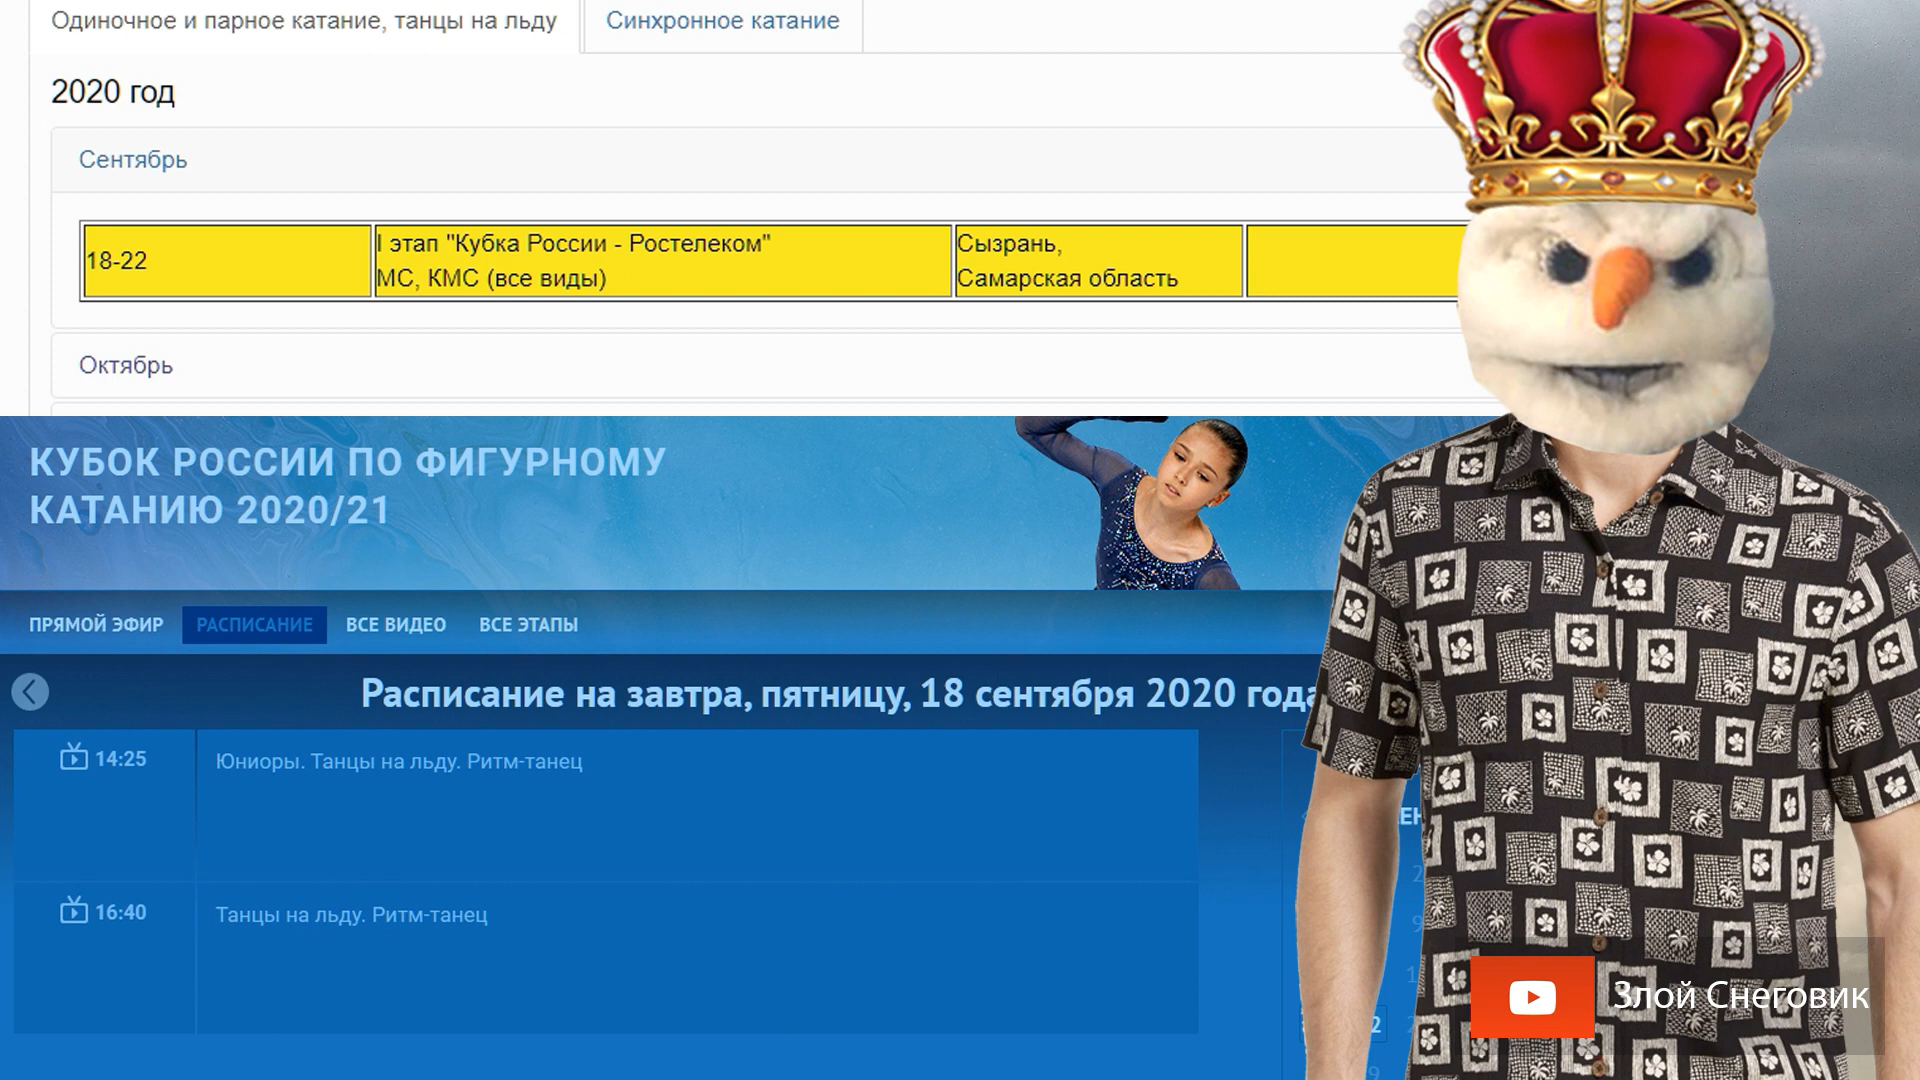 Одиночное и парное катание, танцы на льду
Синхронное катание
2020 год
Сентябрь
18-22
I этап "Кубка России - Ростелеком"
МС, КМС (все виды)
Сызрань,
Самарская область
Октябрь
КУБОК РОССИИ ПО ФИГУРНОМУ
КАТАНИЮ 2020/21
ПРЯМОЙ ЭФИР
РАСПИСАНИЕ
ВСЕ ВИДЕО
ВСЕ ЭТАПЫ
Расписание на завтра, пятницу, 18 сентября 2020 года
14:25
Юниоры. Танцы на льду. Ритм-танец
16:40
Танцы на льду. Ритм-танец
Злой Снеговик